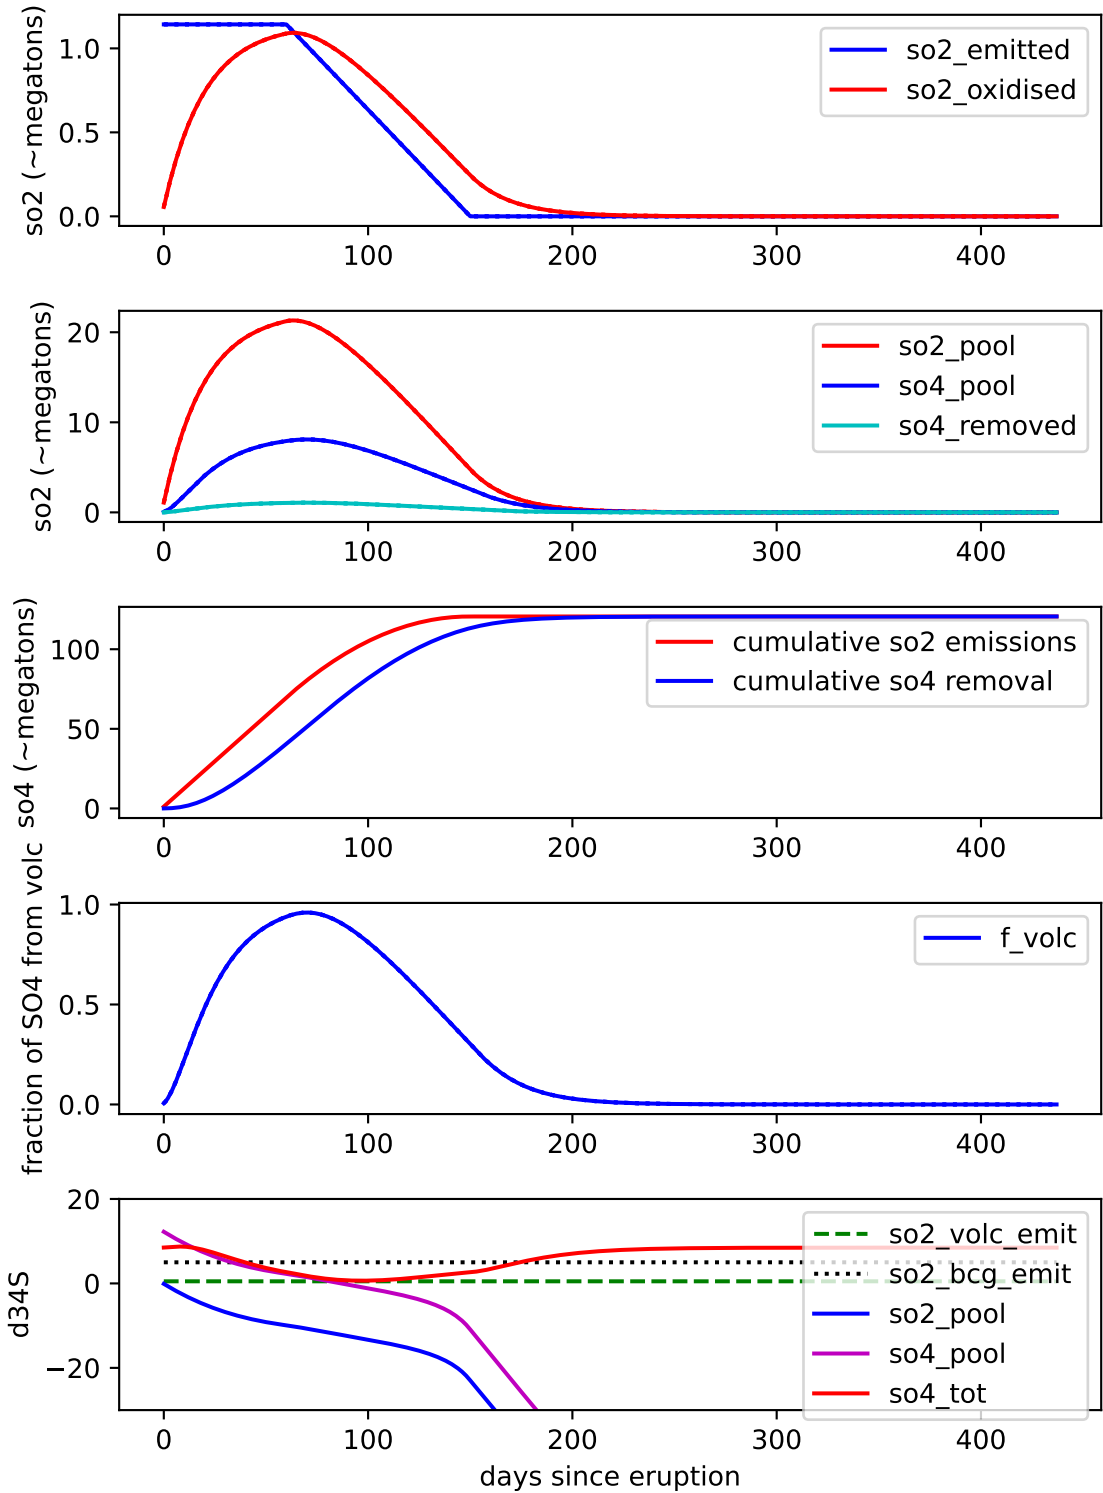 so2 (~megatons)
1.0
0.5
0.0
so2_emitted
so2_oxidised
0 100 200 300 400
so2 (~megatons)
20
10
0
so2_pool
so4_pool
so4_removed
0 100 200 300 400
so4 (~megatons)
100
50
0
cumulative so2 emissions
cumulative so4 removal
0 100 200 300 400
fraction of SO4 from volc
1.0
0.5
0.0
f_volc
0 100 200 300 400
d34S
20
0
−20
so2_volc_emit
so2_bcg_emit
so2_pool
so4_pool
so4_tot
0 100 200 300 400
days since eruption